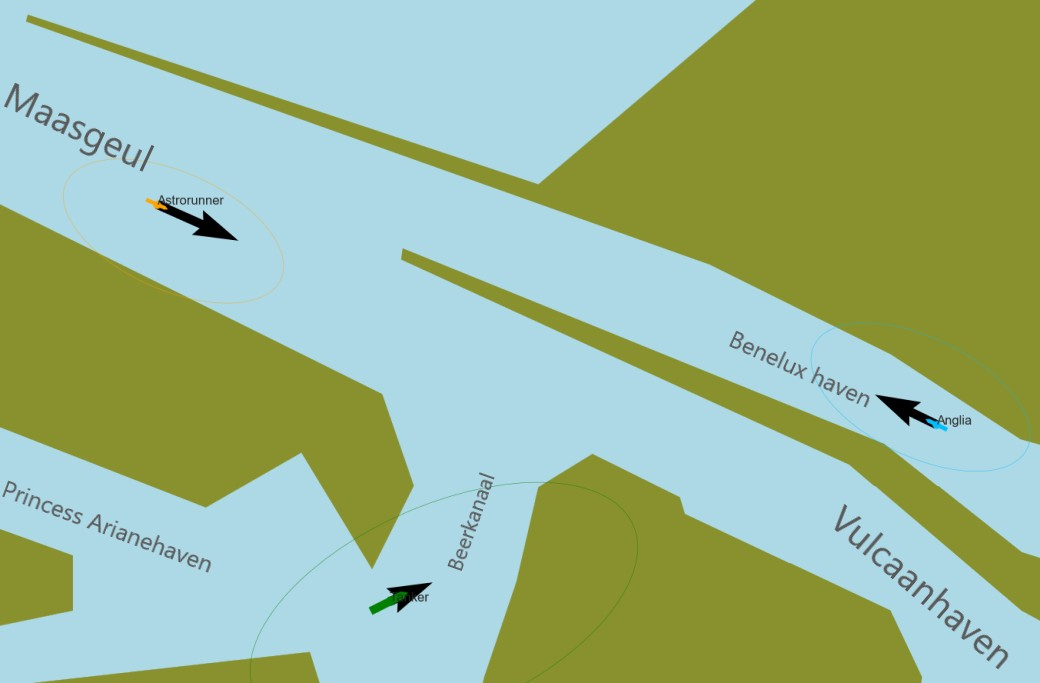 Maasgeul
Astrorunner
Benelux haven
Anglia
Princess Arianehaven
Beerkanaal
Vulcaanhaven